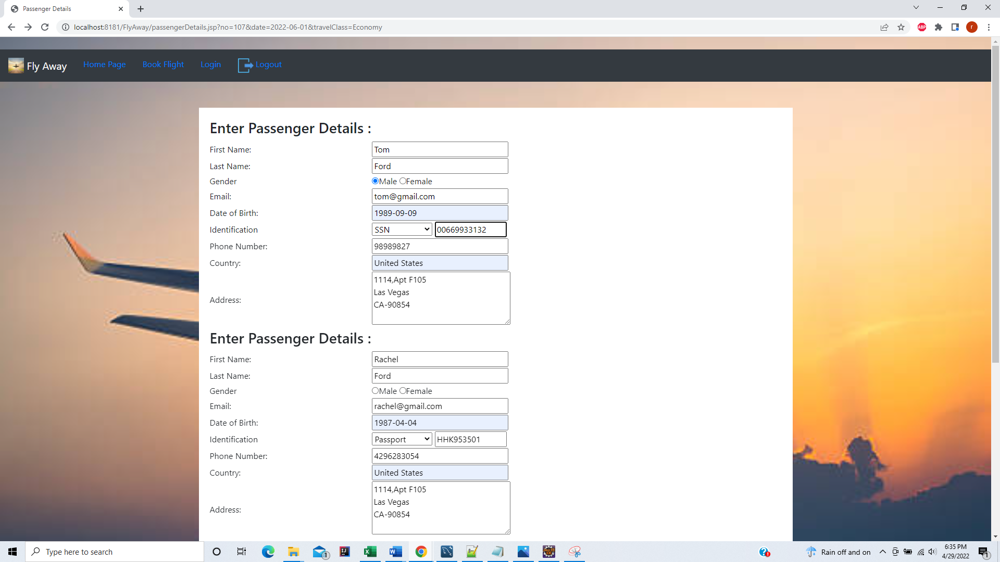 Passenger Details
localhost:8181/FlyAway/passengerDetails.jsp?no=107&date=2022-06-01&travelClass=Economy
ABP
r
Fly Away
Home Page
Book Flight
Login
Logout
Enter Passenger Details :
First Name: Tom
Last Name: Ford
Gender Male Female
Email: tom@gmail.com
Date of Birth: 1989-09-09
Identification SSN 00669933132
Phone Number: 98989827
Country: United States
1114,Apt F105
Las Vegas
Address: CA-90854
Enter Passenger Details :
First Name: Rachel
Last Name: Ford
Gender Male Female
Email: rachel@gmail.com
Date of Birth: 1987-04-04
Identification Passport HHK953501
Phone Number: 4296283054
Country: United States
1114,Apt F105
Las Vegas
Address: CA-90854
Type here to search
1
Rain off and on
6:35 PM
4/29/2022
1